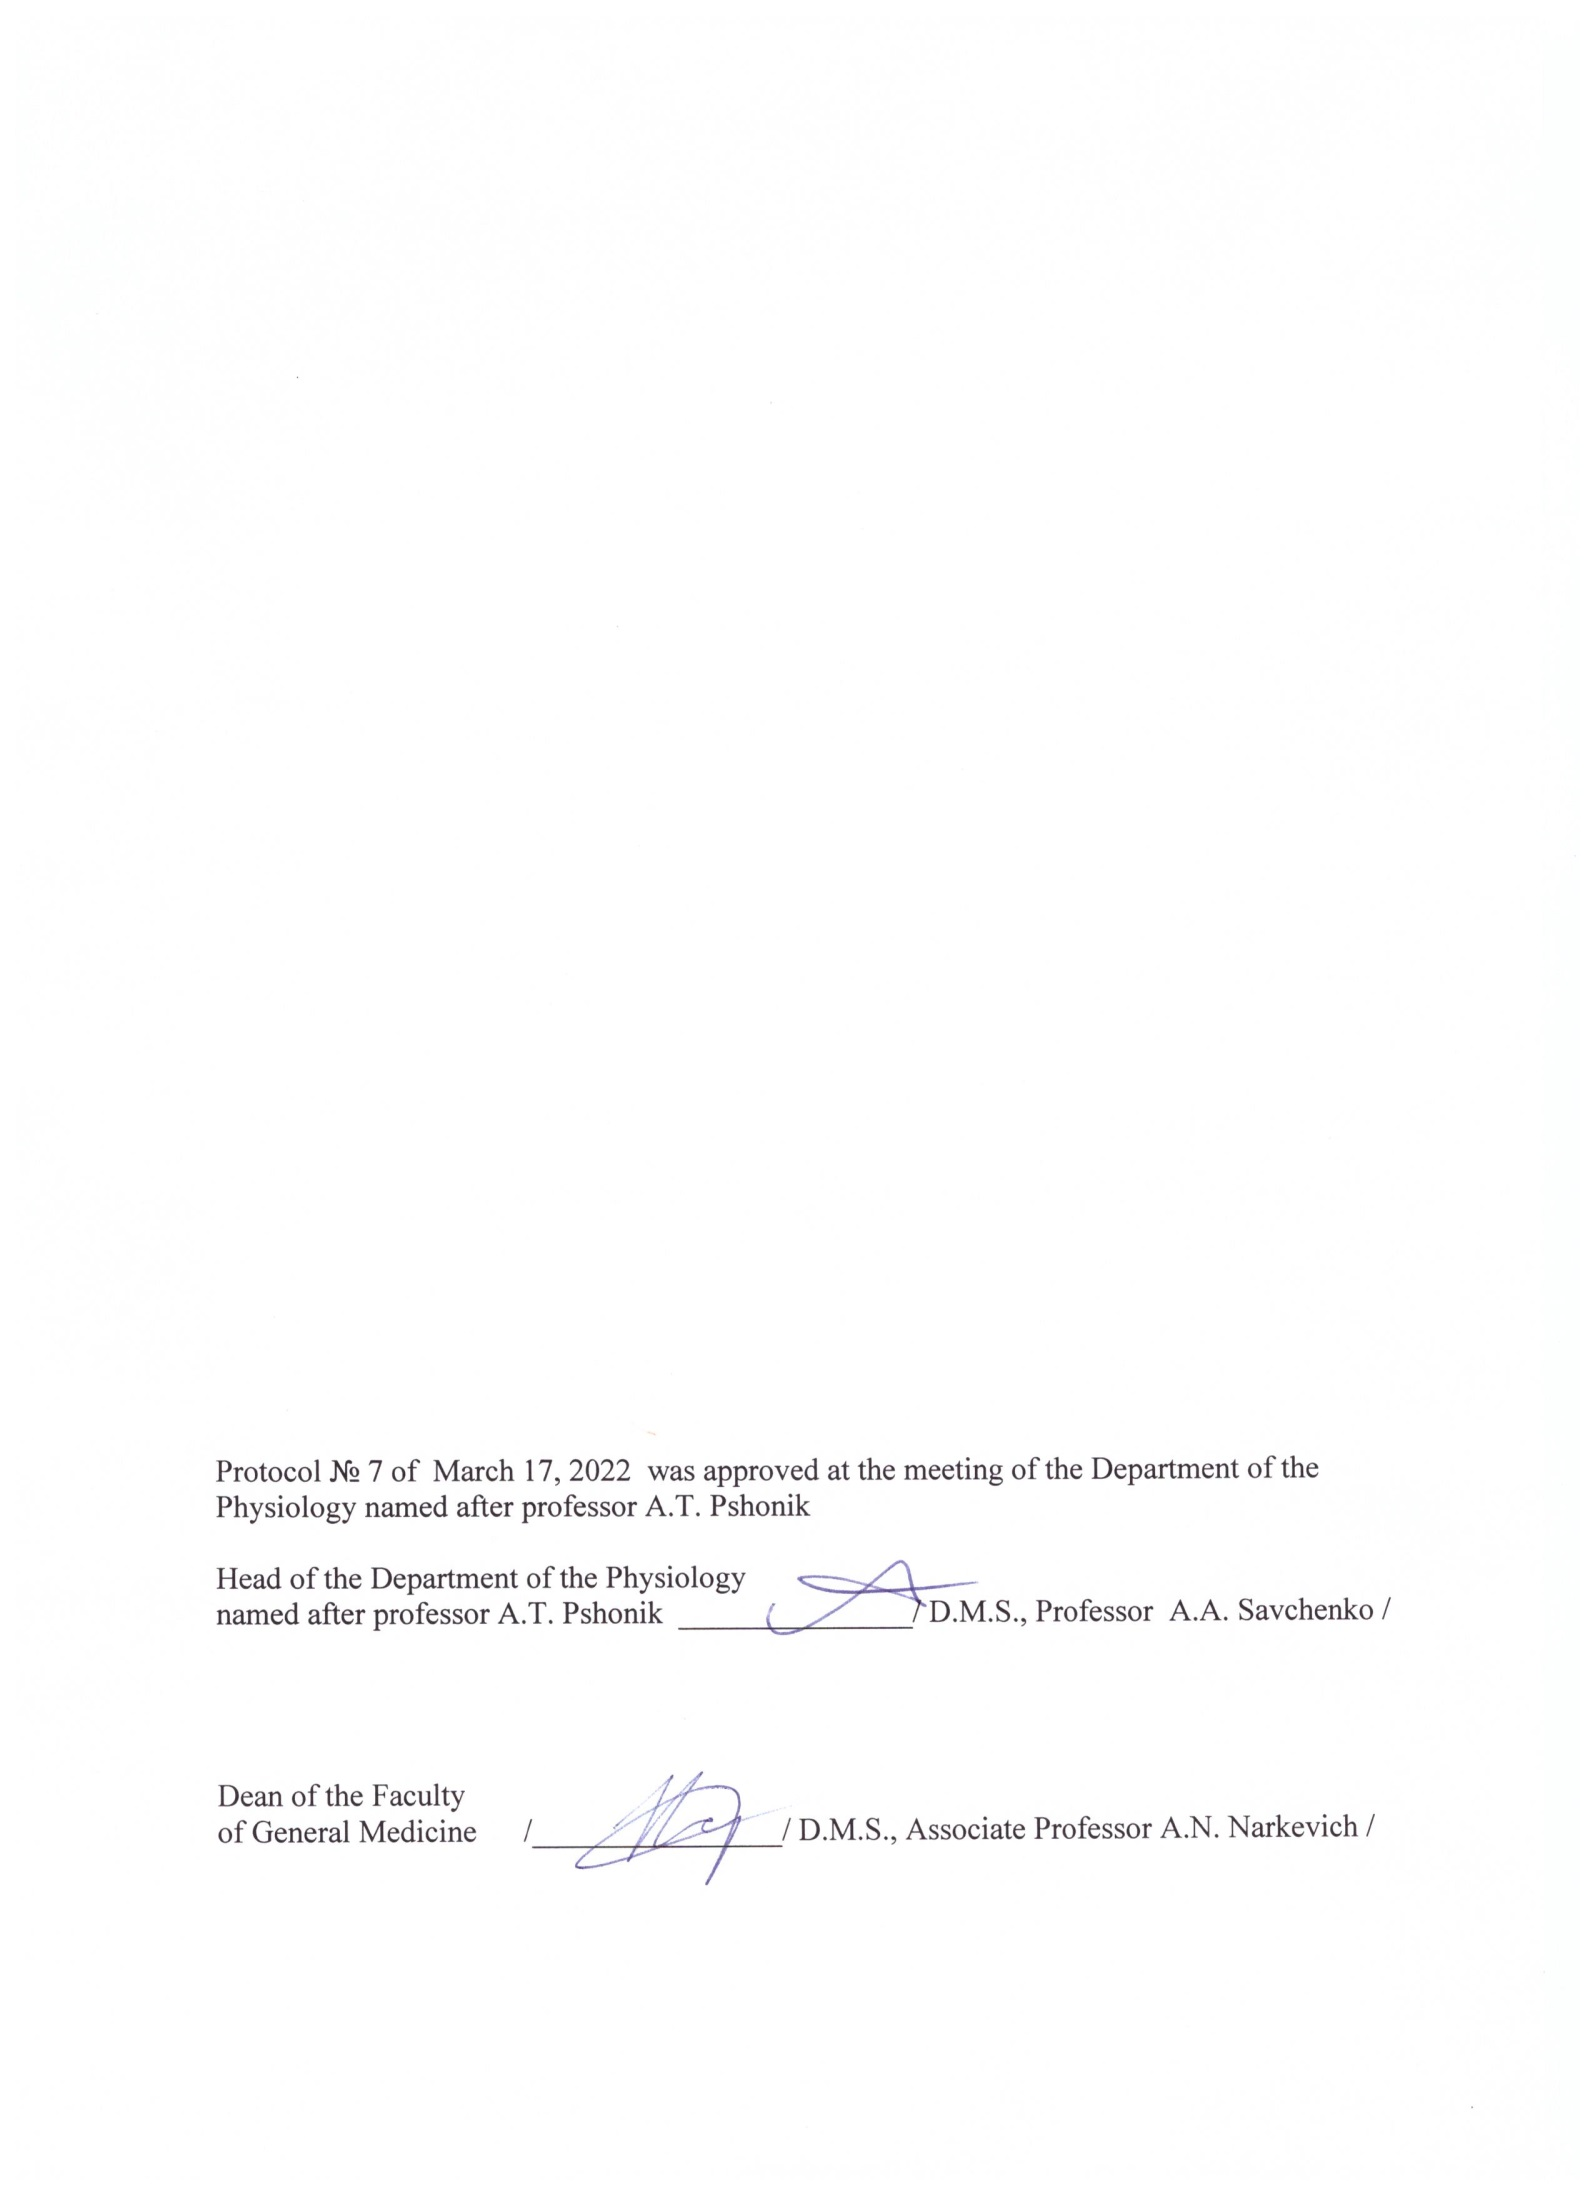 Protocol № 7 of March 17, 2022 was approved at the meeting of the Department of the
Physiology named after professor A.T. Pshonik
Head of the Department of the Physiology
named after professor A.T. Pshonik ______________/ D.M.S., Professor A.A. Savchenko /
Dean of the Faculty
of General Medicine /_______________/ D.M.S., Associate Professor A.N. Narkevich /